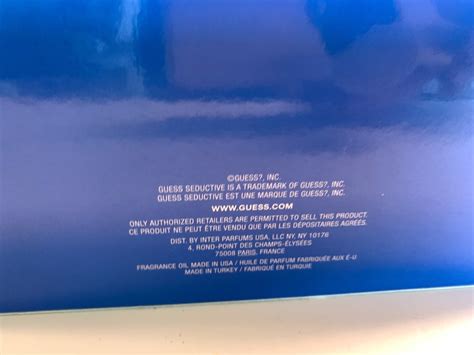 ©GUESS?, INC.
GUESS SEDUCTIVE IS A TRADEMARK OF GUESS?, INC.
GUESS SEDUCTIVE EST UNE MARQUE DE GUESS?, INC.
WWW.GUESS.COM
ONLY AUTHORIZED RETAILERS ARE PERMITTED TO SELL THIS PRODUCT.
CE PRODUIT NE PEUT ÊTRE VENDU QUE PAR LES DÉPOSITAIRES AGRÉÉS.
DIST. BY INTER PARFUMS USA, LLC NY, NY 10176
4, ROND-POINT DES CHAMPS-ÉLYSÉES
75008 PARIS, FRANCE
FRAGRANCE OIL MADE IN USA / HUILE DE PARFUM FABRIQUÉE AUX É-U
MADE IN TURKEY / FABRIQUÉ EN TURQUIE